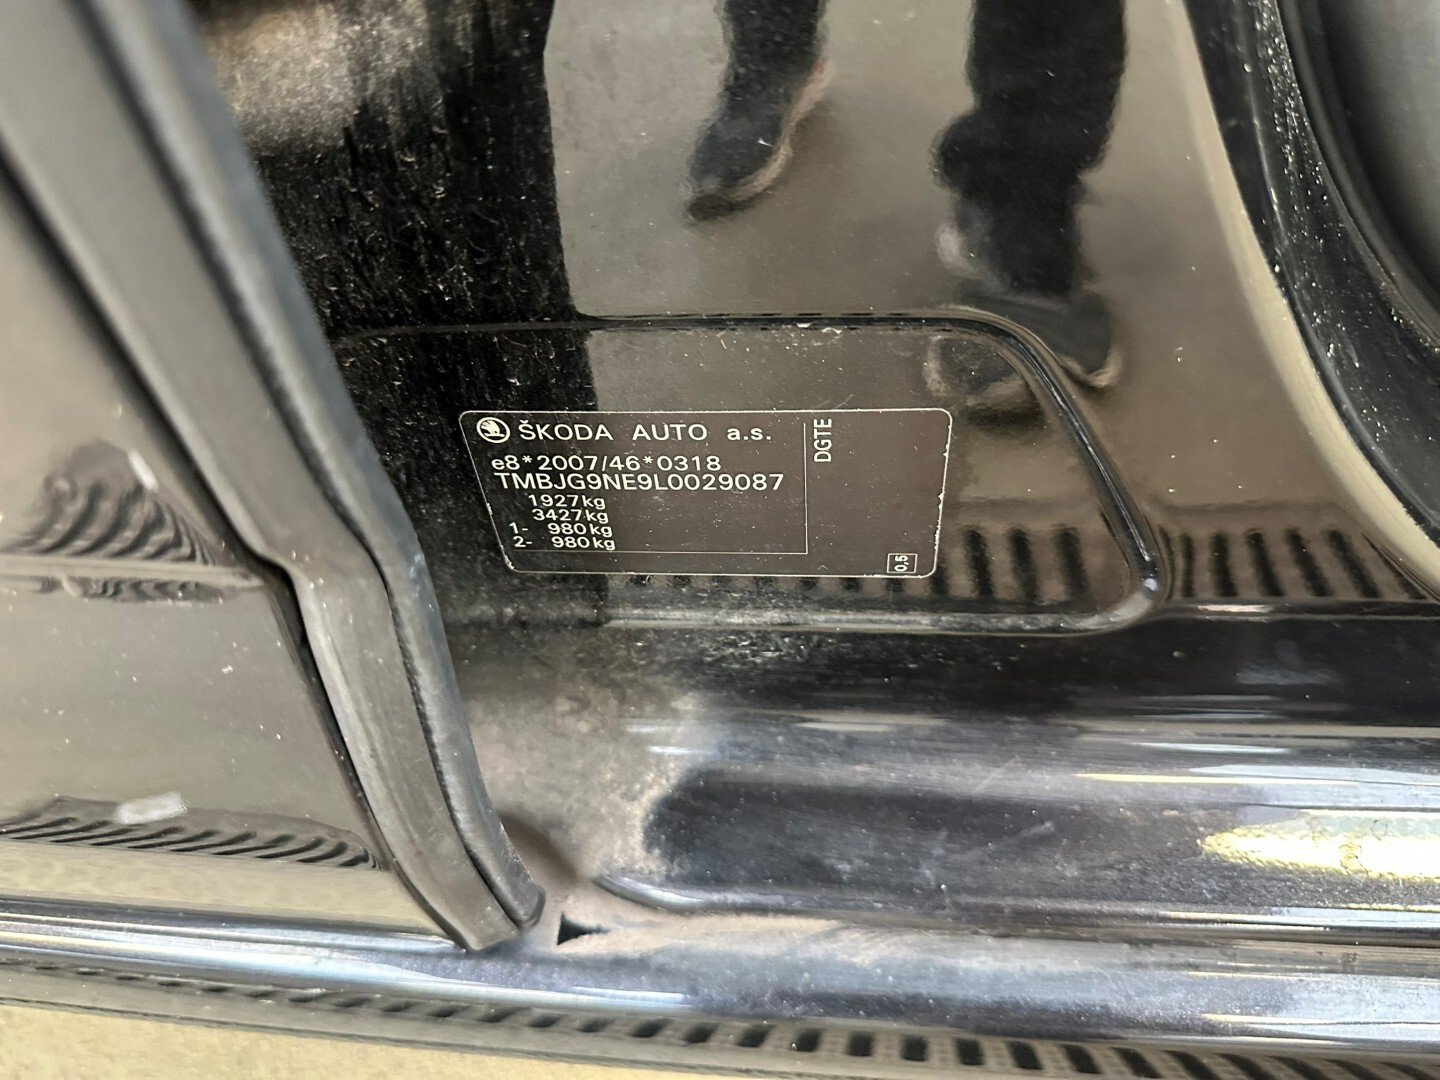 ŠKODA AUTO a.s.
e8*2007/46*0318
TMBJG9NE9L0029087
1927kg
3427kg
1- 980kg
2- 980kg
DGTE
0.5